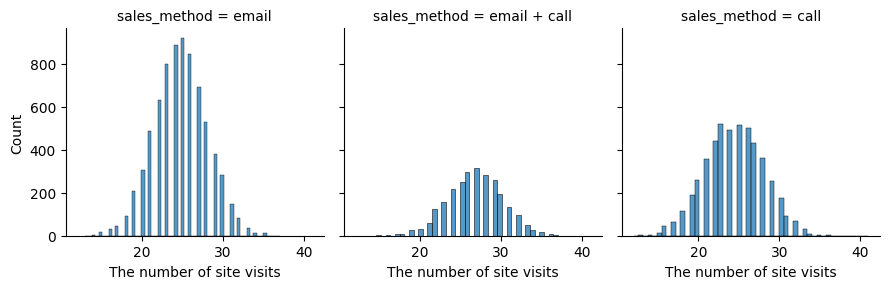 sales_method = email
sales_method = email + call
sales_method = call
Count
800
600
400
200
0
20 30 40
20 30 40
20 30 40
The number of site visits
The number of site visits
The number of site visits